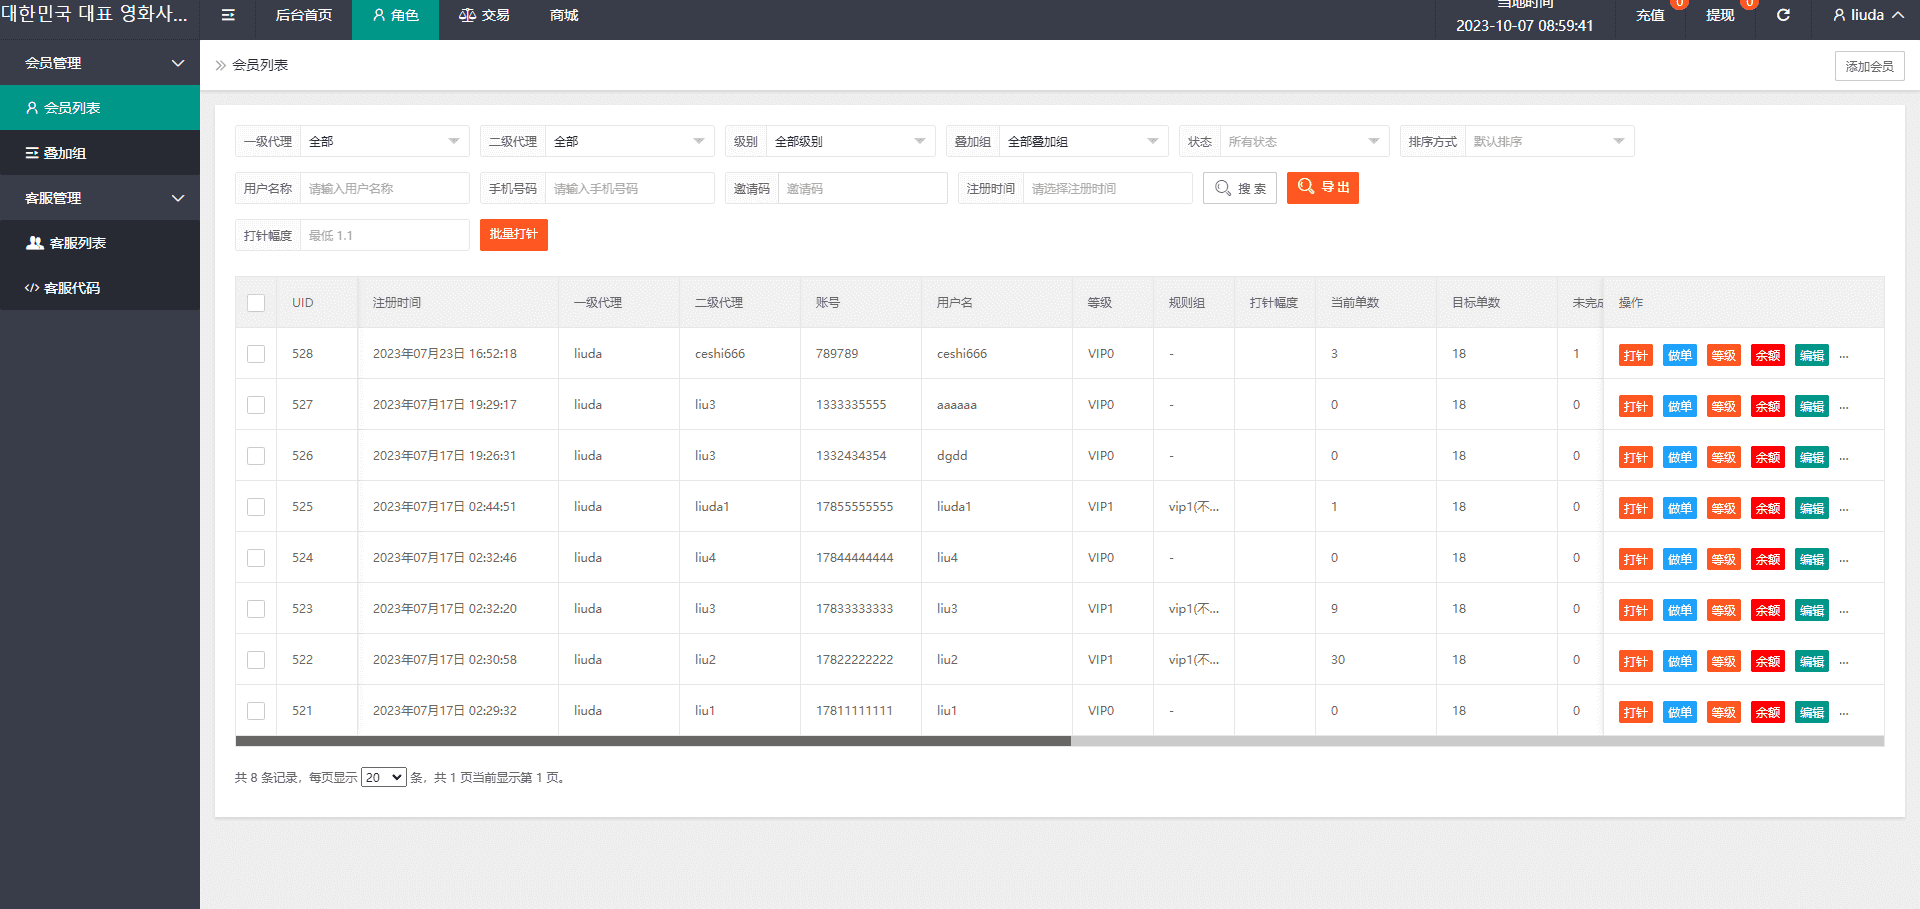 대한민국 대표 영화사...
后台首页
角色
交易
商城
当地时间
2023-10-07 08:59:41
充值 0
提现 0
liuda
会员管理
会员列表
叠加组
客服管理
客服列表
</> 客服代码
会员列表
添加会员
一级代理 全部 二级代理 全部 级别 全部级别 叠加组 全部叠加组 状态 所有状态 排序方式 默认排序
用户名称 请输入用户名称 手机号码 请输入手机号码 邀请码 邀请码 注册时间 请选择注册时间 搜 索 导 出
打针幅度 最低 1.1 批量打针
UID 注册时间 一级代理 二级代理 账号 用户名 等级 规则组 打针幅度 当前单数 目标单数 未完成 操作
528 2023年07月23日 16:52:18 liuda ceshi666 789789 ceshi666 VIP0 - 3 18 1 打针 做单 等级 余额 编辑 ...
527 2023年07月17日 19:29:17 liuda liu3 1333335555 aaaaaa VIP0 - 0 18 0 打针 做单 等级 余额 编辑 ...
526 2023年07月17日 19:26:31 liuda liu3 1332434354 dgdd VIP0 - 0 18 0 打针 做单 等级 余额 编辑 ...
525 2023年07月17日 02:44:51 liuda liuda1 17855555555 liuda1 VIP1 vip1(不... 1 18 0 打针 做单 等级 余额 编辑 ...
524 2023年07月17日 02:32:46 liuda liu4 17844444444 liu4 VIP0 - 0 18 0 打针 做单 等级 余额 编辑 ...
523 2023年07月17日 02:32:20 liuda liu3 17833333333 liu3 VIP1 vip1(不... 9 18 0 打针 做单 等级 余额 编辑 ...
522 2023年07月17日 02:30:58 liuda liu2 17822222222 liu2 VIP1 vip1(不... 30 18 0 打针 做单 等级 余额 编辑 ...
521 2023年07月17日 02:29:32 liuda liu1 17811111111 liu1 VIP0 - 0 18 0 打针 做单 等级 余额 编辑 ...
共 8 条记录，每页显示 20 条，共 1 页当前显示第 1 页。